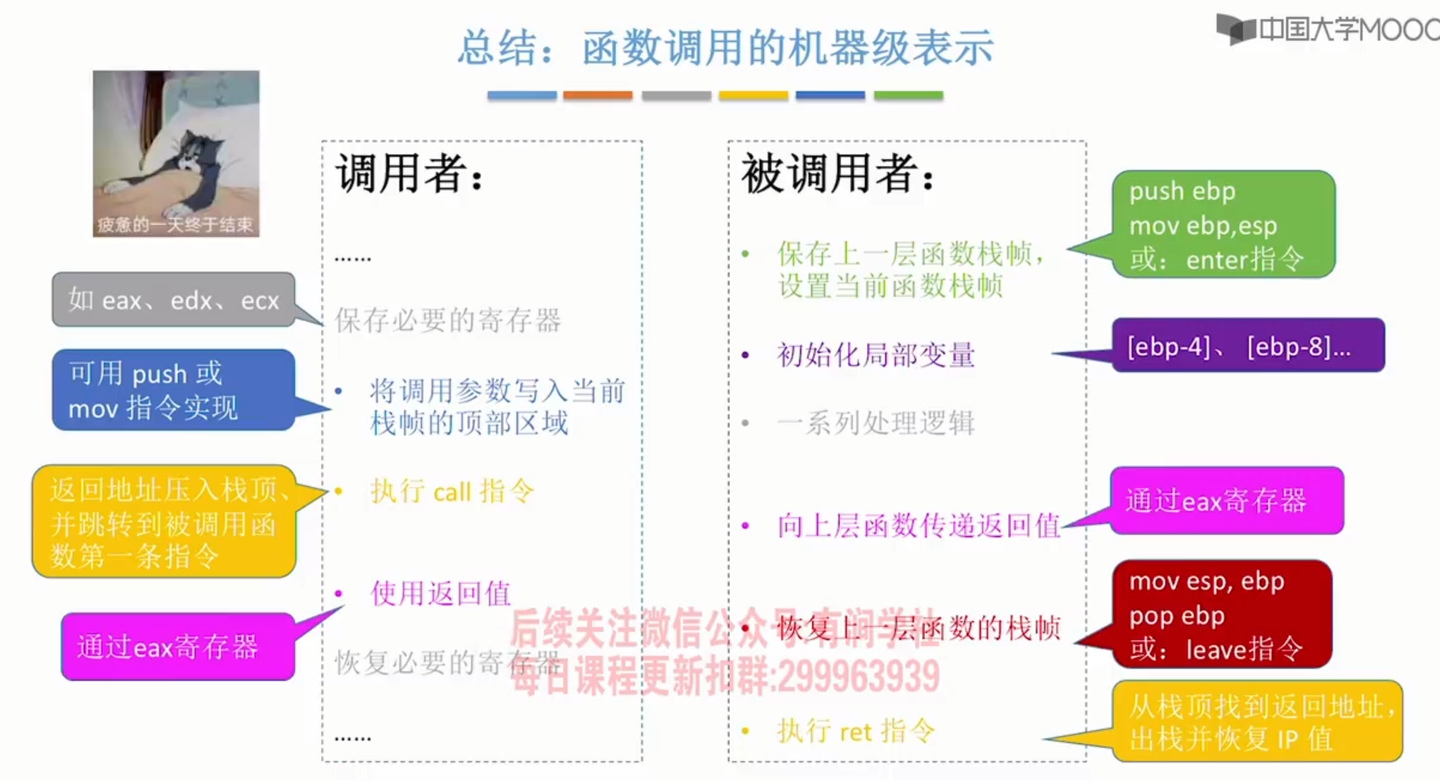 中国大学MOOC
总结：函数调用的机器级表示
疲惫的一天终于结束
调用者：
……
如 eax、edx、ecx
保存必要的寄存器
可用 push 或
mov 指令实现
将调用参数写入当前
栈帧的顶部区域
返回地址压入栈顶、
并跳转到被调用函
数第一条指令
执行 call 指令
使用返回值
通过eax寄存器
恢复必要的寄存器
……
被调用者：
保存上一层函数栈帧，
设置当前函数栈帧
push ebp
mov ebp,esp
或：enter指令
初始化局部变量
[ebp-4]、 [ebp-8]...
一系列处理逻辑
向上层函数传递返回值
通过eax寄存器
恢复上一层函数的栈帧
mov esp, ebp
pop ebp
或：leave指令
执行 ret 指令
从栈顶找到返回地址，
出栈并恢复 IP 值
后续关注微信公众号:有润学社
每日课程更新扣群:299963939